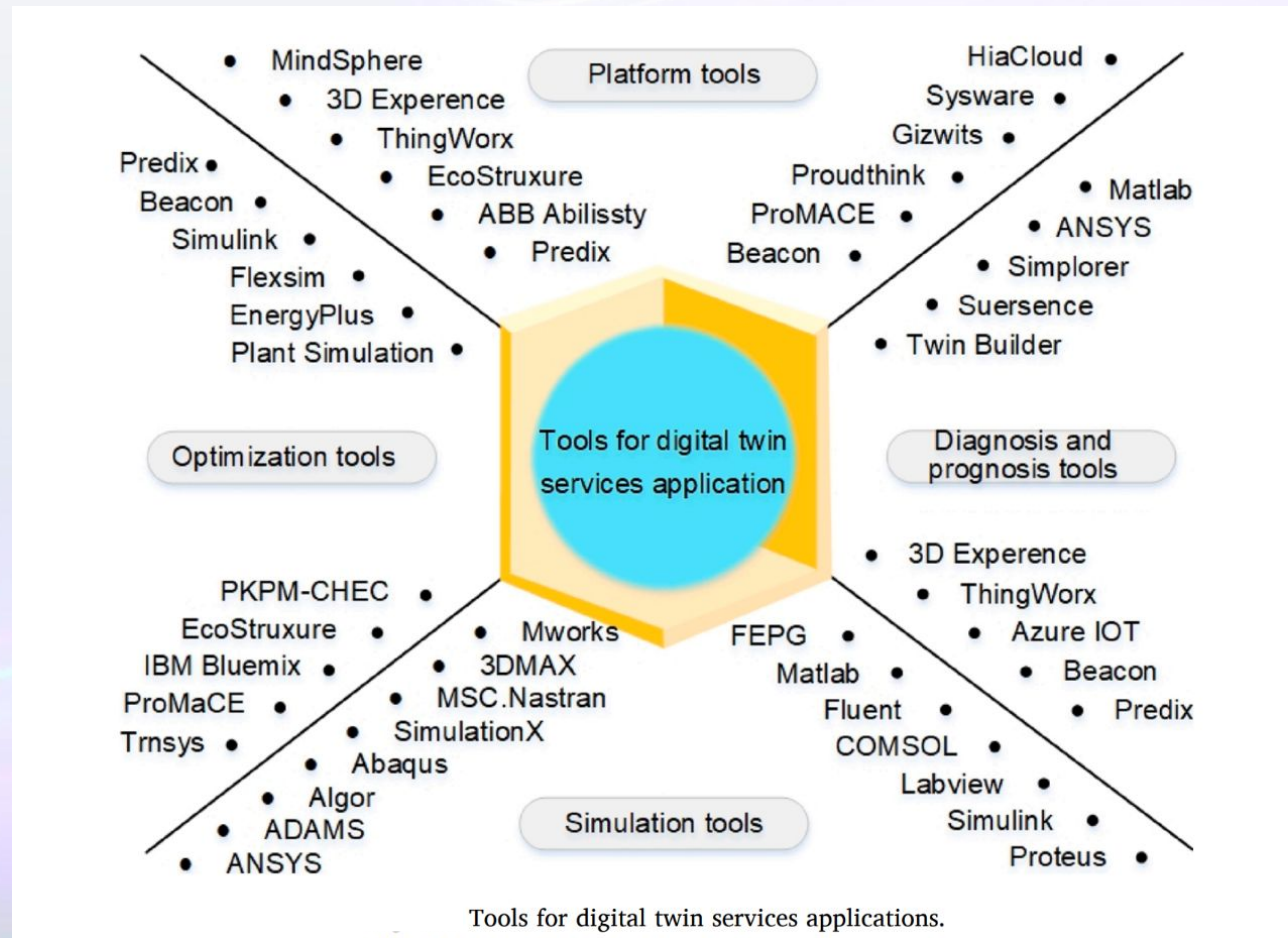 Platform tools
MindSphere
3D Experence
ThingWorx
EcoStruxure
ABB Abilissty
Predix
HiaCloud
Sysware
Gizwits
Proudthink
ProMACE
Beacon
Predix
Beacon
Simulink
Flexsim
EnergyPlus
Plant Simulation
Optimization tools
PKPM-CHEC
EcoStruxure
IBM Bluemix
ProMaCE
Trnsys
Tools for digital twin
services application
Matlab
ANSYS
Simplorer
Suersence
Twin Builder
Diagnosis and
prognosis tools
3D Experence
ThingWorx
Azure IOT
Beacon
Predix
Mworks
3DMAX
MSC.Nastran
SimulationX
Abaqus
Algor
ADAMS
ANSYS
Simulation tools
FEPG
Matlab
Fluent
COMSOL
Labview
Simulink
Proteus
Tools for digital twin services applications.